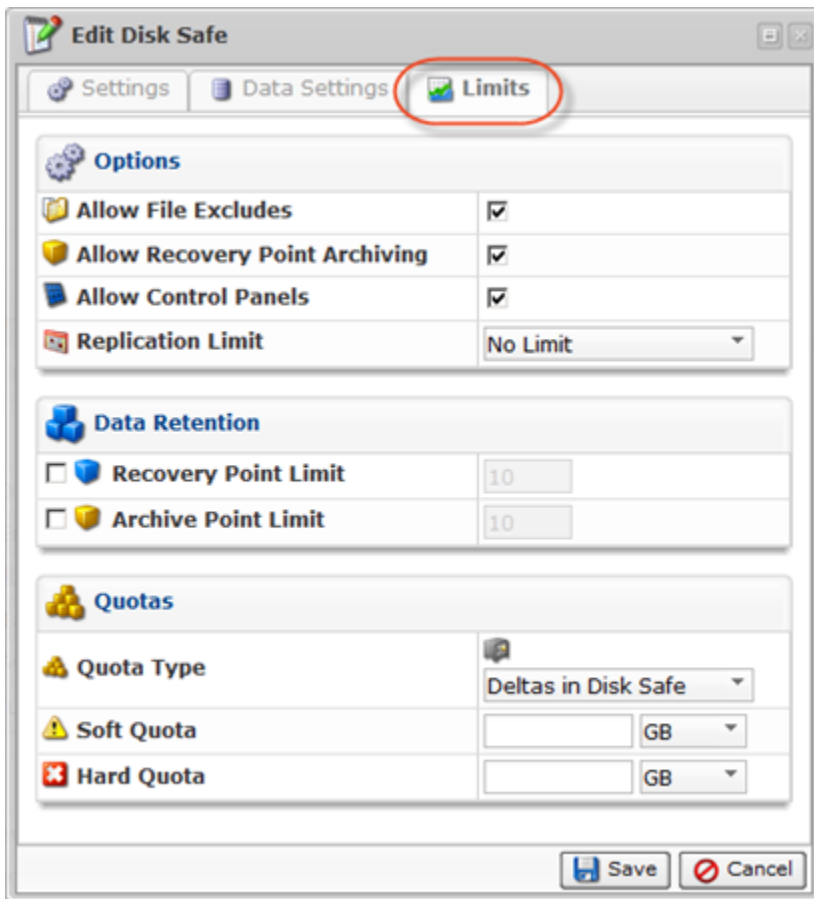 Edit Disk Safe
Settings Data Settings Limits
Options
Allow File Excludes
Allow Recovery Point Archiving
Allow Control Panels
Replication Limit No Limit
Data Retention
Recovery Point Limit 10
Archive Point Limit 10
Quotas
Quota Type Deltas in Disk Safe
Soft Quota GB
Hard Quota GB
Save Cancel